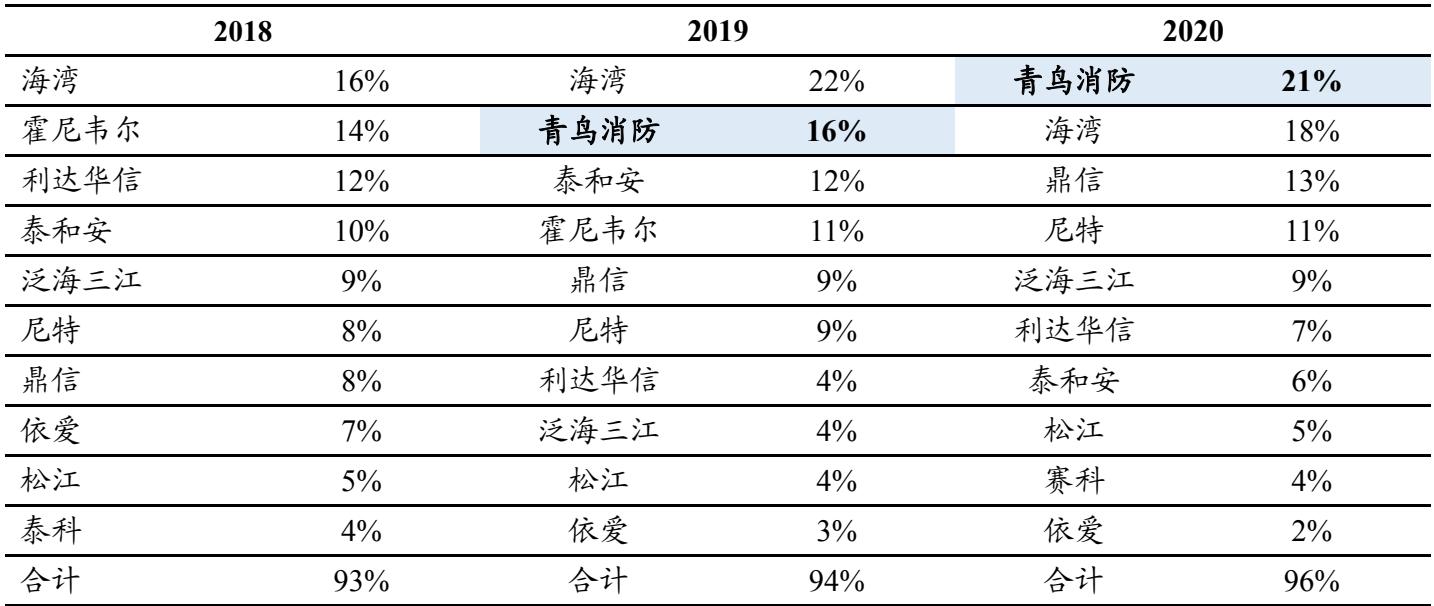 2018 2019 2020
海湾 16% 海湾 22% 青鸟消防 21%
霍尼韦尔 14% 青鸟消防 16% 海湾 18%
利达华信 12% 泰和安 12% 鼎信 13%
泰和安 10% 霍尼韦尔 11% 尼特 11%
泛海三江 9% 鼎信 9% 泛海三江 9%
尼特 8% 尼特 9% 利达华信 7%
鼎信 8% 利达华信 4% 泰和安 6%
依爱 7% 泛海三江 4% 松江 5%
松江 5% 松江 4% 赛科 4%
泰科 4% 依爱 3% 依爱 2%
合计 93% 合计 94% 合计 96%